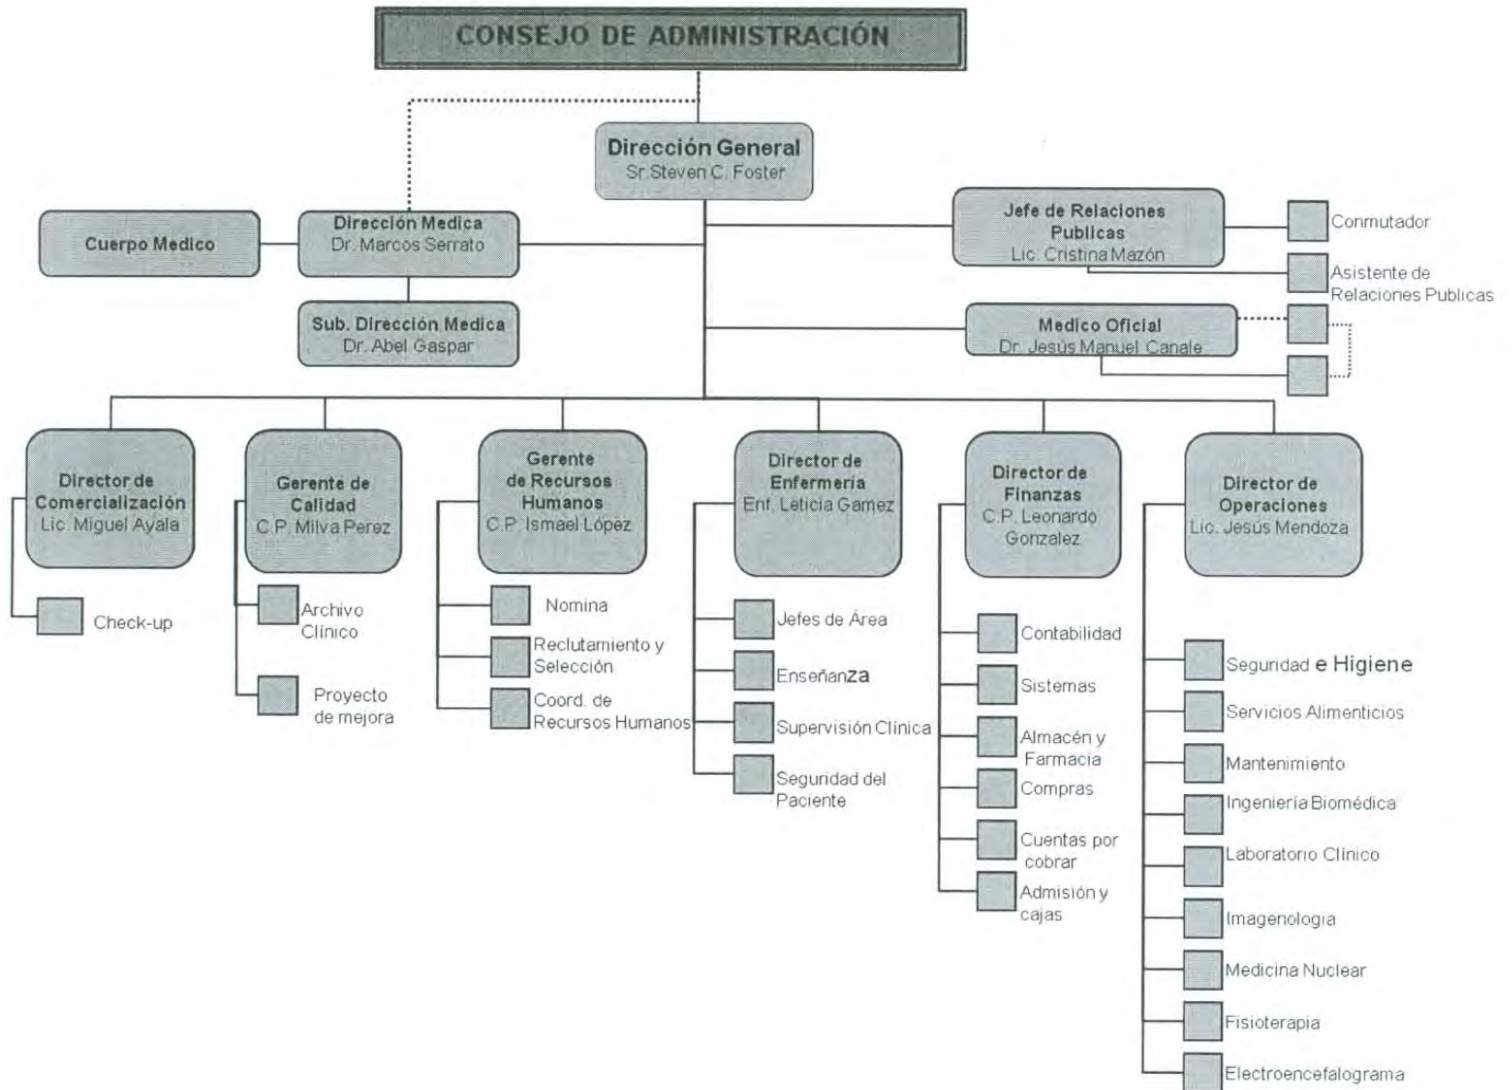 CONSEJO DE ADMINISTRACIÓN
Dirección General
Sr. Steven C. Foster
Cuerpo Medico
Dirección Medica
Dr. Marcos Serrato
Sub. Dirección Medica
Dr. Abel Gaspar
Jefe de Relaciones
Publicas
Lic. Cristina Mazón
Conmutador
Asistente de
Relaciones Publicas
Medico Oficial
Dr. Jesús Manuel Canale
Director de
Comercialización
Lic. Miguel Ayala
Check-up
Gerente de
Calidad
C.P. Milva Perez
Archivo
Clínico
Proyecto
de mejora
Gerente
de Recursos
Humanos
C.P. Ismael López
Nomina
Reclutamiento y
Selección
Coord. de
Recursos Humanos
Director de
Enfermería
Enf. Leticia Gamez
Jefes de Área
Enseñanza
Supervisión Clínica
Seguridad del
Paciente
Director de
Finanzas
C.P. Leonardo
Gonzalez
Contabilidad
Sistemas
Almacén y
Farmacia
Compras
Cuentas por
cobrar
Admisión y
cajas
Director de
Operaciones
Lic. Jesús Mendoza
Seguridad e Higiene
Servicios Alimenticios
Mantenimiento
Ingeniería Biomédica
Laboratorio Clínico
Imagenologia
Medicina Nuclear
Fisioterapia
Electroencefalograma